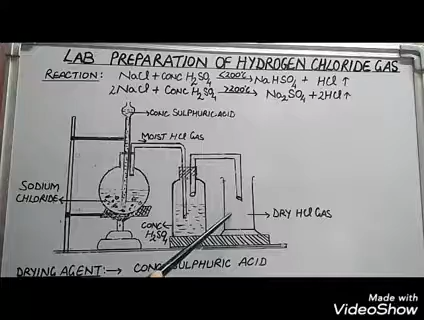 LAB PREPARATION OF HYDROGEN CHLORIDE GAS
REACTION: NaCl + CONC H₂SO₄ <200°C→ NaHSO₄ + HCl ↑
2NaCl + CONC H₂SO₄ >200°C→ Na₂SO₄ + 2HCl ↑
→CONC SULPHURIC ACID
→ MOIST HCl GAS
SODIUM CHLORIDE
CONC H₂SO₄
→ DRY HCl GAS
DRYING AGENT:→ CONC SULPHURIC ACID
Made with
VideoShow